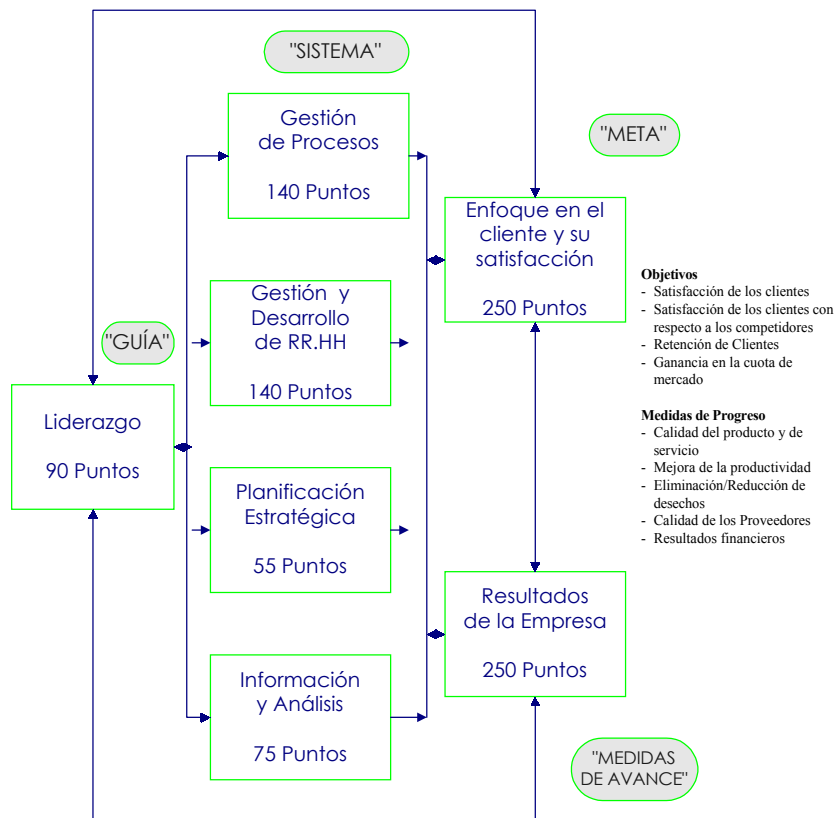 "SISTEMA"
Gestión
de Procesos
140 Puntos
"META"
Enfoque en el
cliente y su
satisfacción
250 Puntos
Gestión y
Desarrollo
de RR.HH
140 Puntos
"GUÍA"
Liderazgo
90 Puntos
Objetivos
- Satisfacción de los clientes
- Satisfacción de los clientes con
respecto a los competidores
- Retención de Clientes
- Ganancia en la cuota de
mercado
Medidas de Progreso
- Calidad del producto y de
servicio
- Mejora de la productividad
- Eliminación/Reducción de
desechos
- Calidad de los Proveedores
- Resultados financieros
Planificación
Estratégica
55 Puntos
Resultados
de la Empresa
250 Puntos
Información
y Análisis
75 Puntos
"MEDIDAS
DE AVANCE"